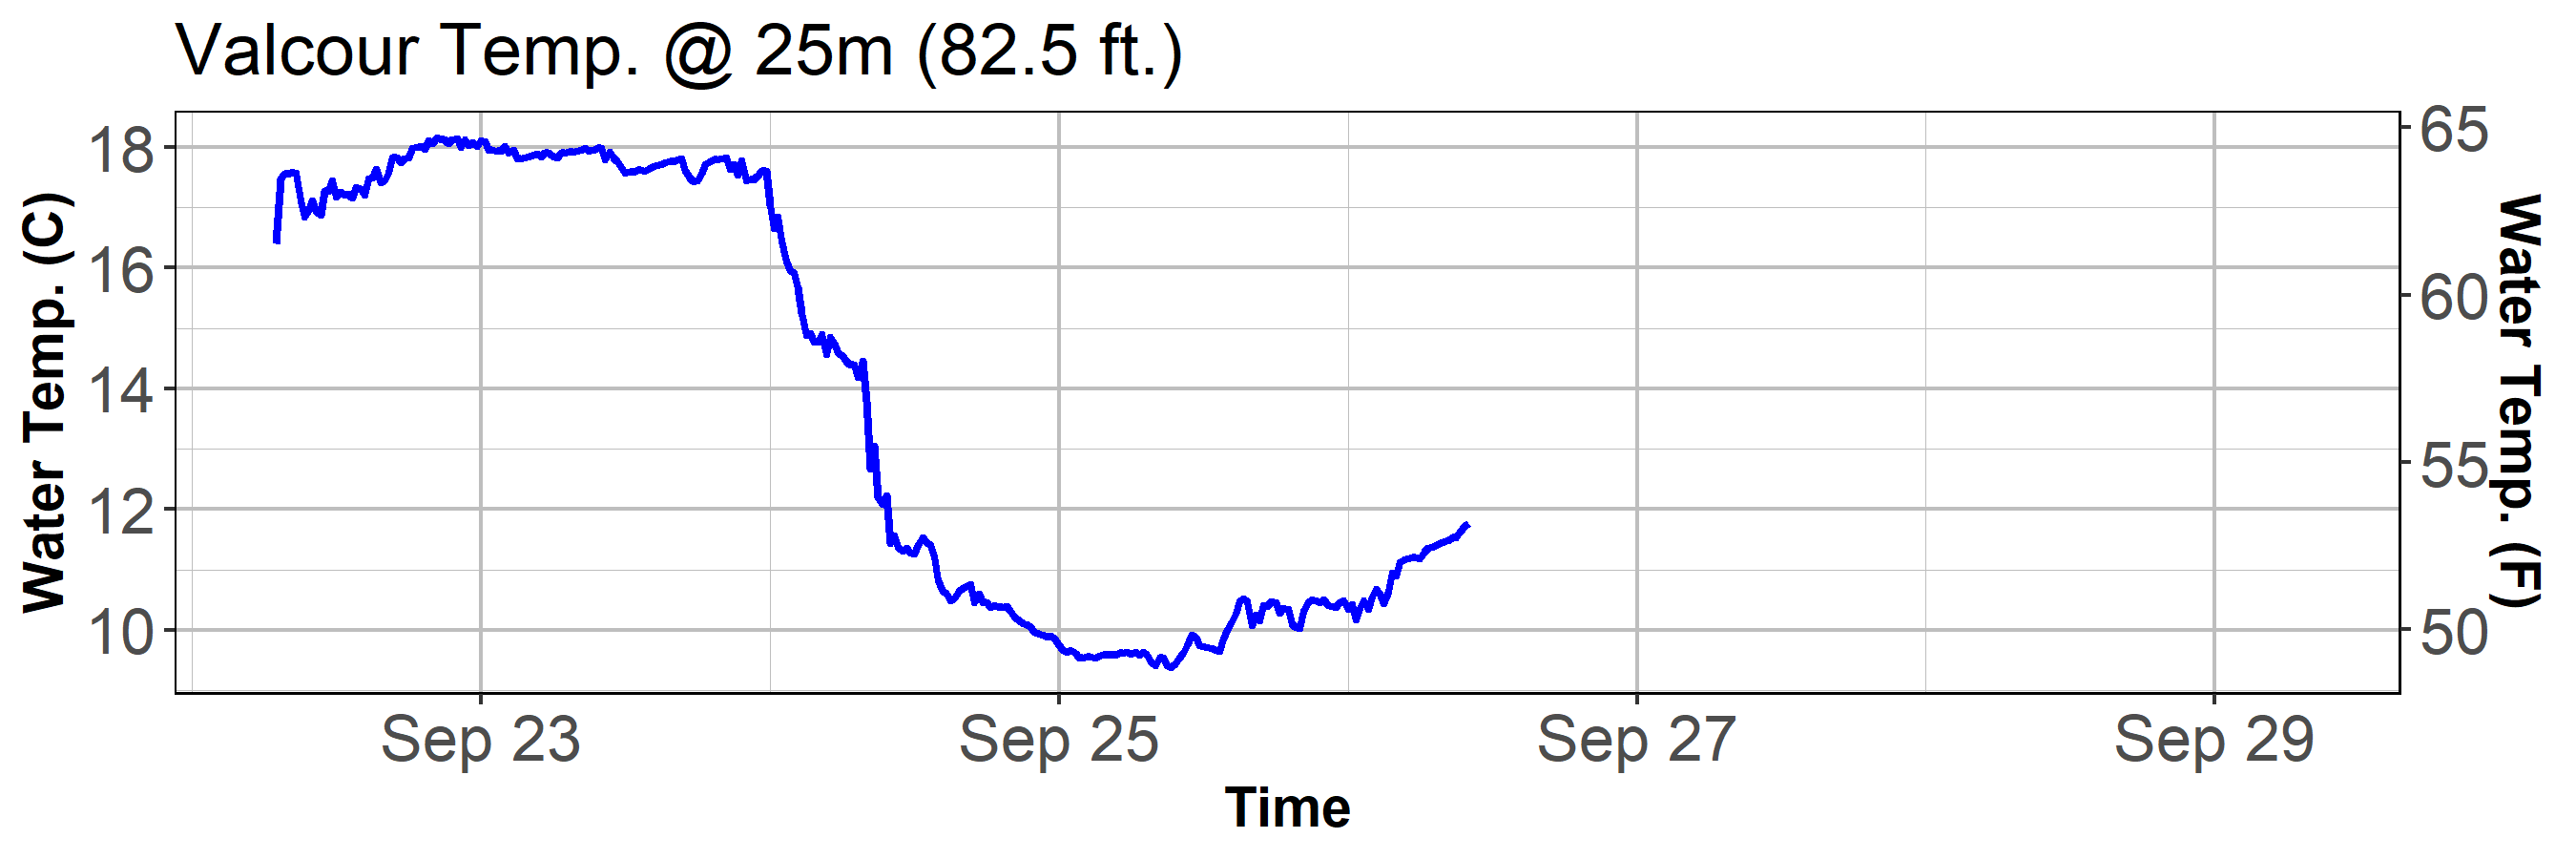 Valcour Temp. @ 25m (82.5 ft.)
Water Temp. (C)
18
16
14
12
10
65
60
55
50
Water Temp. (F)
Sep 23
Sep 25
Sep 27
Sep 29
Time